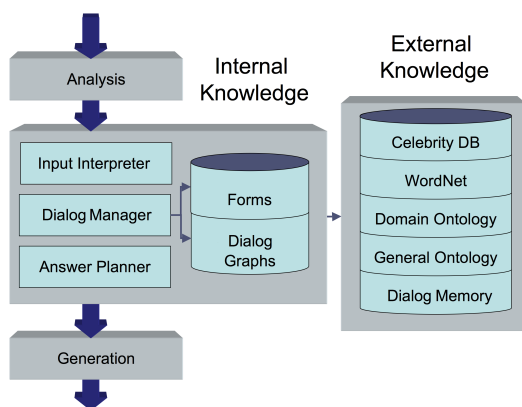 Analysis
Internal
Knowledge
External
Knowledge
Input Interpreter
Dialog Manager
Answer Planner
Forms
Dialog
Graphs
Celebrity DB
WordNet
Domain Ontology
General Ontology
Dialog Memory
Generation